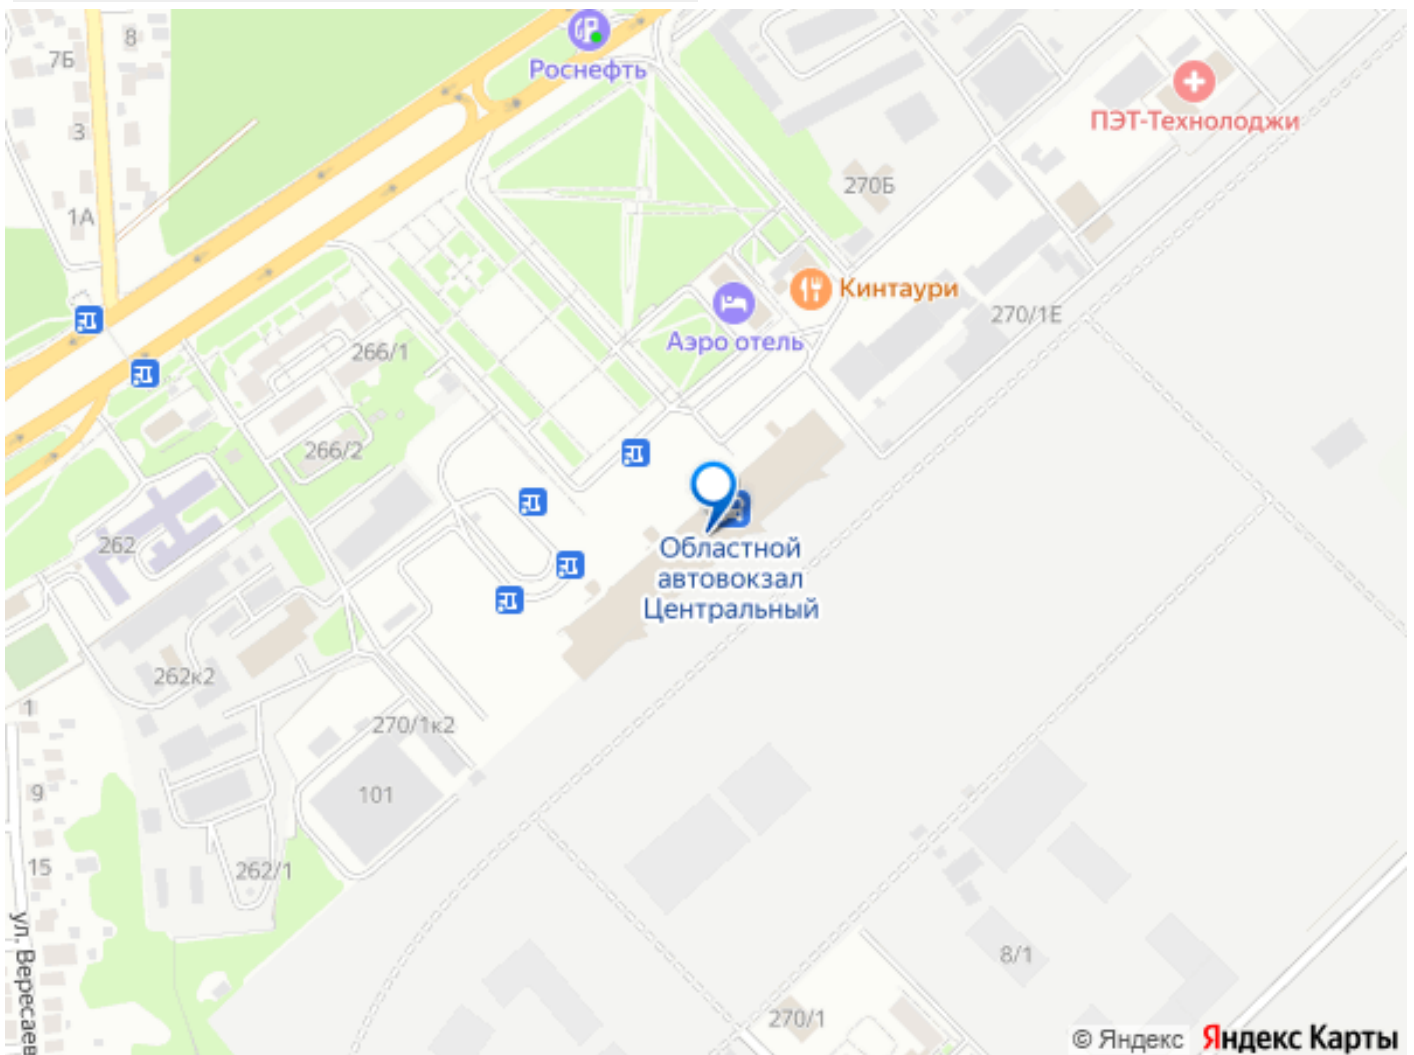 8
7Б
Роснефть
3
ПЭТ-Технолоджи
1А
270Б
Кинтаури
270/1Е
Аэро отель
266/1
266/2
262
Областной
автовокзал
Центральный
262к2
1
270/1к2
9
101
15
262/1
ул. Вересаев
8/1
270/1
© Яндекс Яндекс Карты